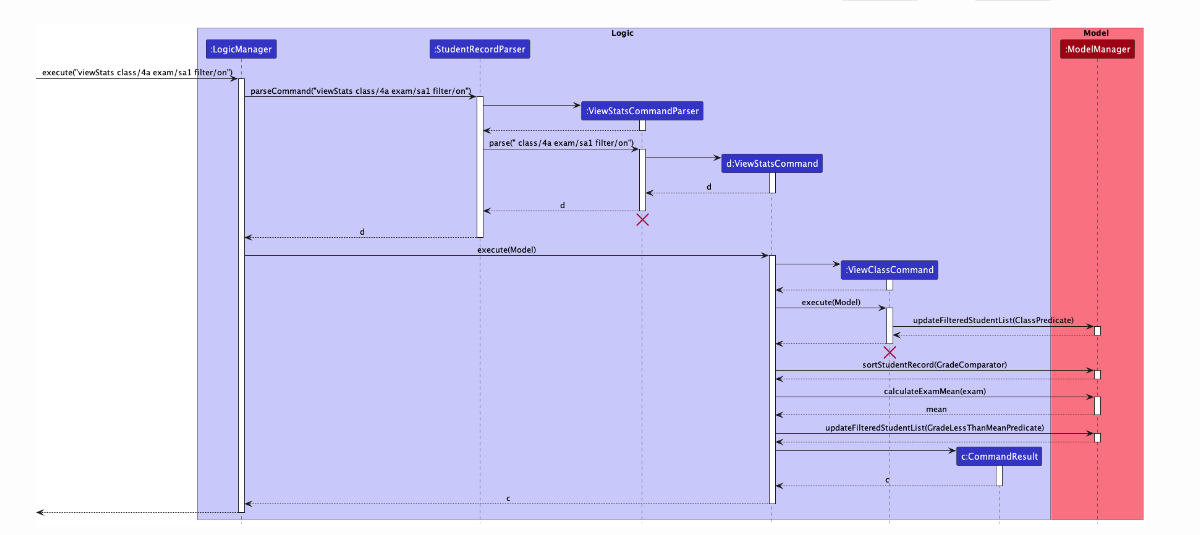 Logic
Model
:LogicManager
:StudentRecordParser
:ModelManager
execute("viewStats class/4a exam/sa1 filter/on")
parseCommand("viewStats class/4a exam/sa1 filter/on")
:ViewStatsCommandParser
parse(" class/4a exam/sa1 filter/on")
d:ViewStatsCommand
d
d
d
execute(Model)
:ViewClassCommand
execute(Model)
updateFilteredStudentList(ClassPredicate)
sortStudentRecord(GradeComparator)
calculateExamMean(exam)
mean
updateFilteredStudentList(GradeLessThanMeanPredicate)
c:CommandResult
c
c